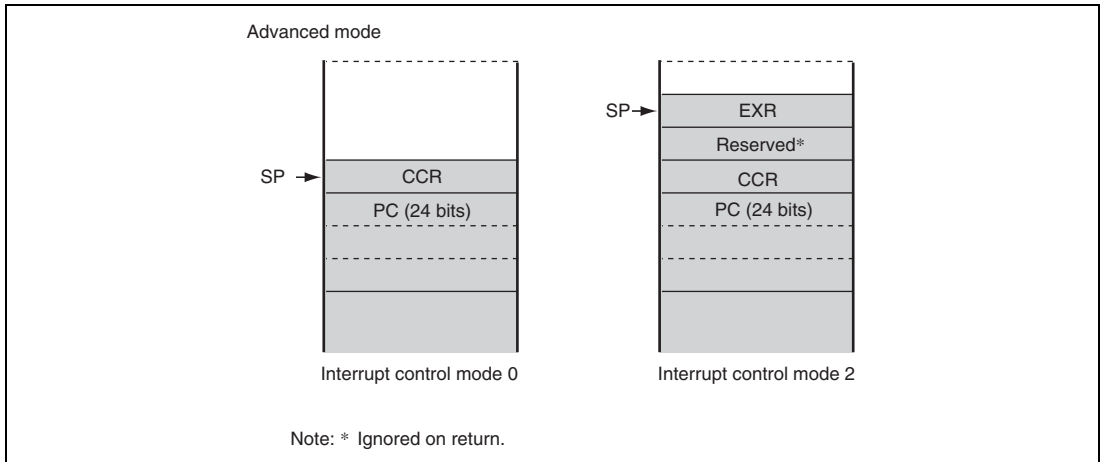 Advanced mode
SP
CCR
PC (24 bits)
Interrupt control mode 0
SP
EXR
Reserved*
CCR
PC (24 bits)
Interrupt control mode 2
Note: * Ignored on return.